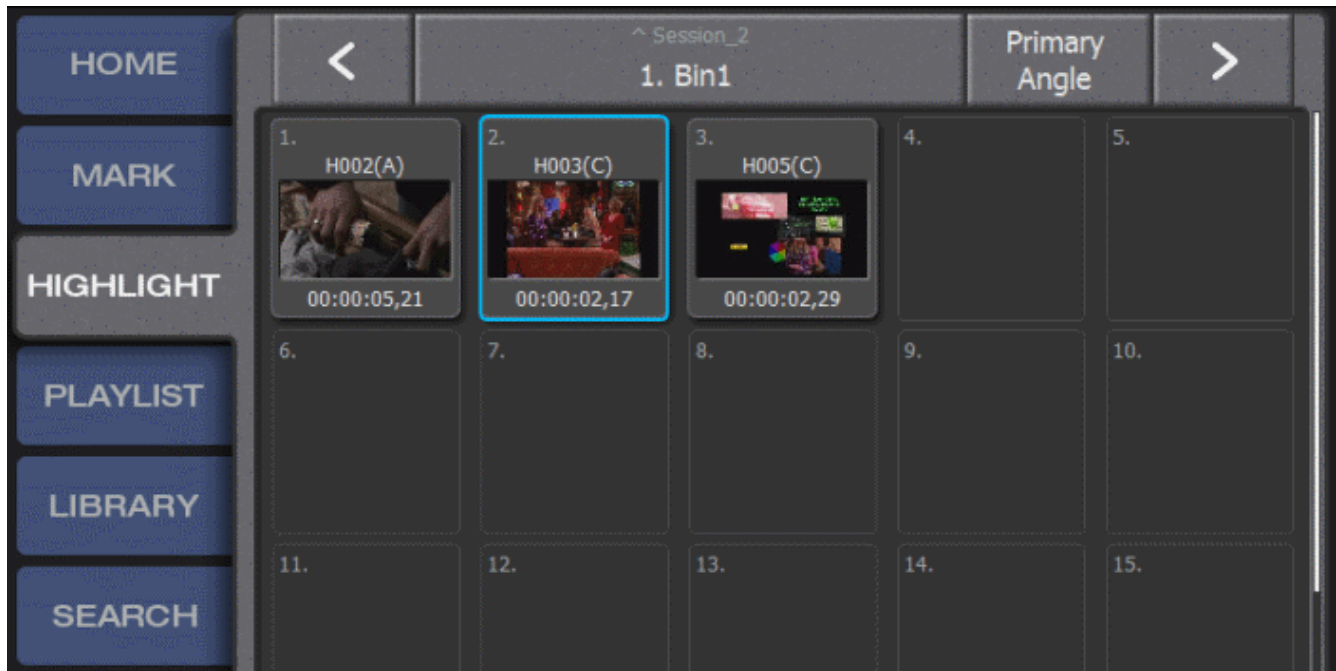 HOME
MARK
HIGHLIGHT
PLAYLIST
LIBRARY
SEARCH
^ Session_2
1. Bin1
Primary
Angle
1.
H002(A)
00:00:05,21
2.
H003(C)
00:00:02,17
3.
H005(C)
00:00:02,29
4.
5.
6.
7.
8.
9.
10.
11.
12.
13.
14.
15.